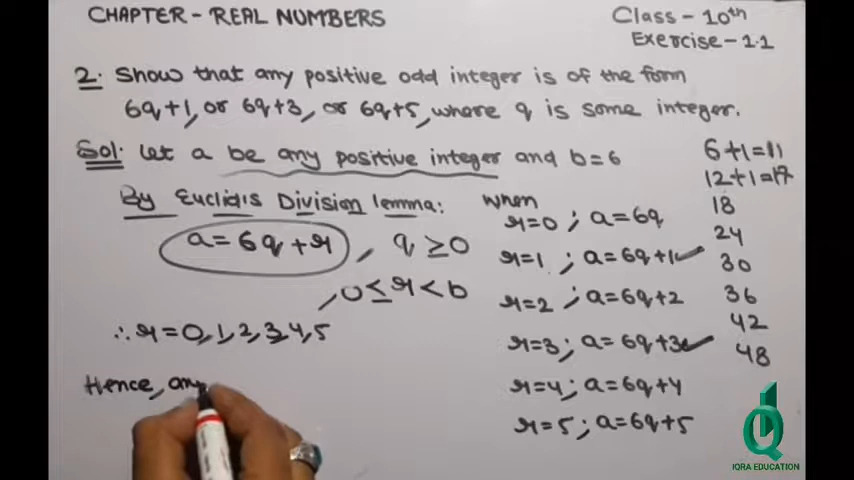 CHAPTER - REAL NUMBERS
Class - 10th
Exercise - 1.1
2. Show that any positive odd integer is of the form
6q+1, or 6q+3, or 6q+5, where q is some integer.
Sol. Let a be any positive integer and b=6
By Euclid's Division lemma:
a = 6q + r, q ≥ 0
, 0 ≤ r < b
∴ r = 0, 1, 2, 3, 4, 5
Hence, any
when
r=0 ; a=6q
r=1 ; a=6q+1
r=2 ; a=6q+2
r=3 ; a=6q+3
r=4 ; a=6q+4
r=5 ; a=6q+5
6+1=11
12+1=17
18
24
30
36
42
48
IQRA EDUCATION